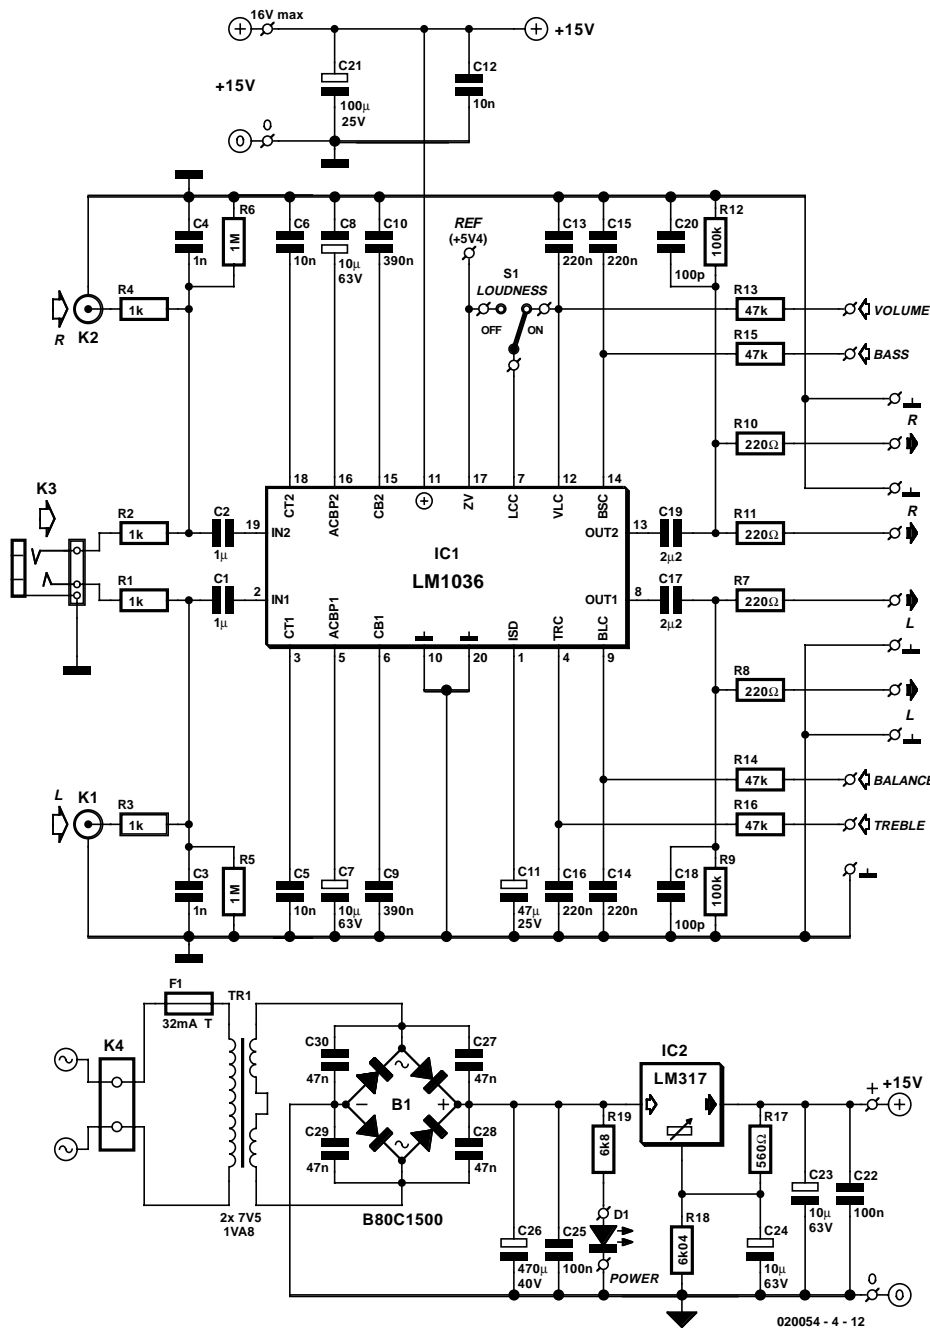 16V max
+15V
C21
C12
+15V
100µ
25V
10n
0
0
C4
R6
C6
C8
C10
REF
(+5V4)
C13
C15
C20
R12
1n
1M
10n
10µ
63V
390n
220n
220n
100p
100k
S1
LOUDNESS
OFF
ON
R4
1k
R
K2
R13
47k
VOLUME
R15
47k
BASS
R
R10
220Ω
18
16
15
11
17
7
12
14
CT2
ACBP2
CB2
ZV
LCC
VLC
BSC
K3
R2
1k
C2
1µ
19
IN2
OUT2
13
C19
2µ2
R11
220Ω
R
IC1
LM1036
R1
1k
C1
1µ
2
IN1
OUT1
8
C17
2µ2
R7
220Ω
L
CT1
ACBP1
CB1
ISD
TRC
BLC
3
5
6
10
20
1
4
9
R8
220Ω
L
R14
47k
BALANCE
L
K1
R3
1k
R16
47k
TREBLE
C3
R5
C5
C7
C9
C11
C16
C14
C18
R9
1n
1M
10n
10µ
63V
390n
47µ
25V
220n
220n
100p
100k
F1
32mA T
TR1
K4
C30
47n
C27
47n
B1
C29
47n
C28
47n
2x 7V5
1VA8
B80C1500
IC2
LM317
R19
6k8
R17
560Ω
+ +15V
C23
10µ
63V
C22
100n
C26
470µ
40V
C25
100n
D1
POWER
R18
6k04
C24
10µ
63V
0
0
020054 - 4 - 12